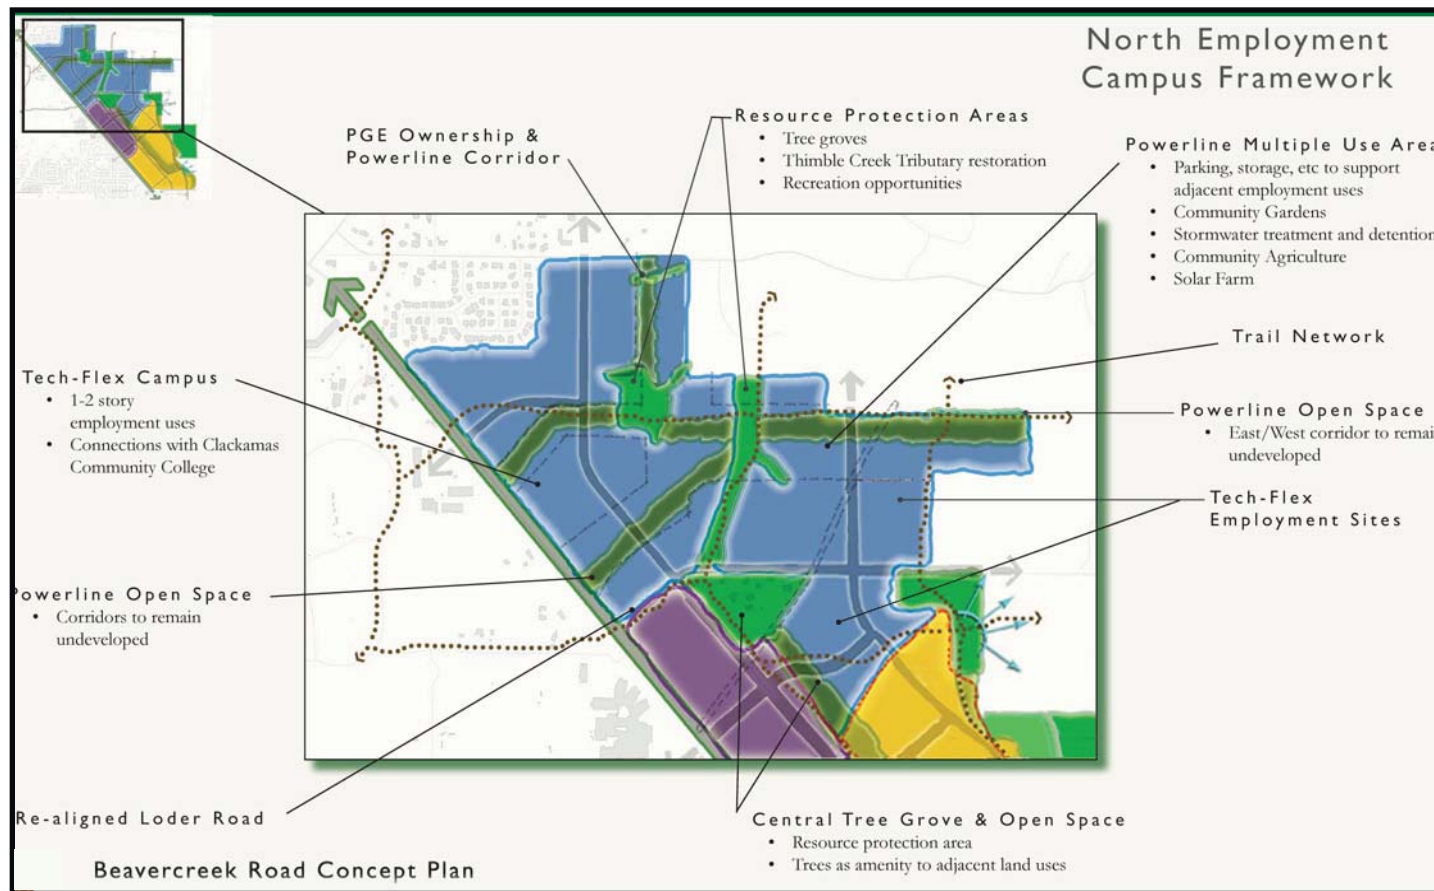 North Employment
Campus Framework
PGE Ownership &
Powerline Corridor
Resource Protection Areas
• Tree groves
• Thimble Creek Tributary restoration
• Recreation opportunities
Powerline Multiple Use Area
• Parking, storage, etc to support
adjacent employment uses
• Community Gardens
• Stormwater treatment and detention
• Community Agriculture
• Solar Farm
Trail Network
Tech-Flex Campus
• 1-2 story
employment uses
• Connections with Clackamas
Community College
Powerline Open Space
• East/West corridor to remai
undeveloped
Tech-Flex
Employment Sites
Powerline Open Space
• Corridors to remain
undeveloped
Re-aligned Loder Road
Central Tree Grove & Open Space
• Resource protection area
• Trees as amenity to adjacent land uses
Beavercreek Road Concept Plan